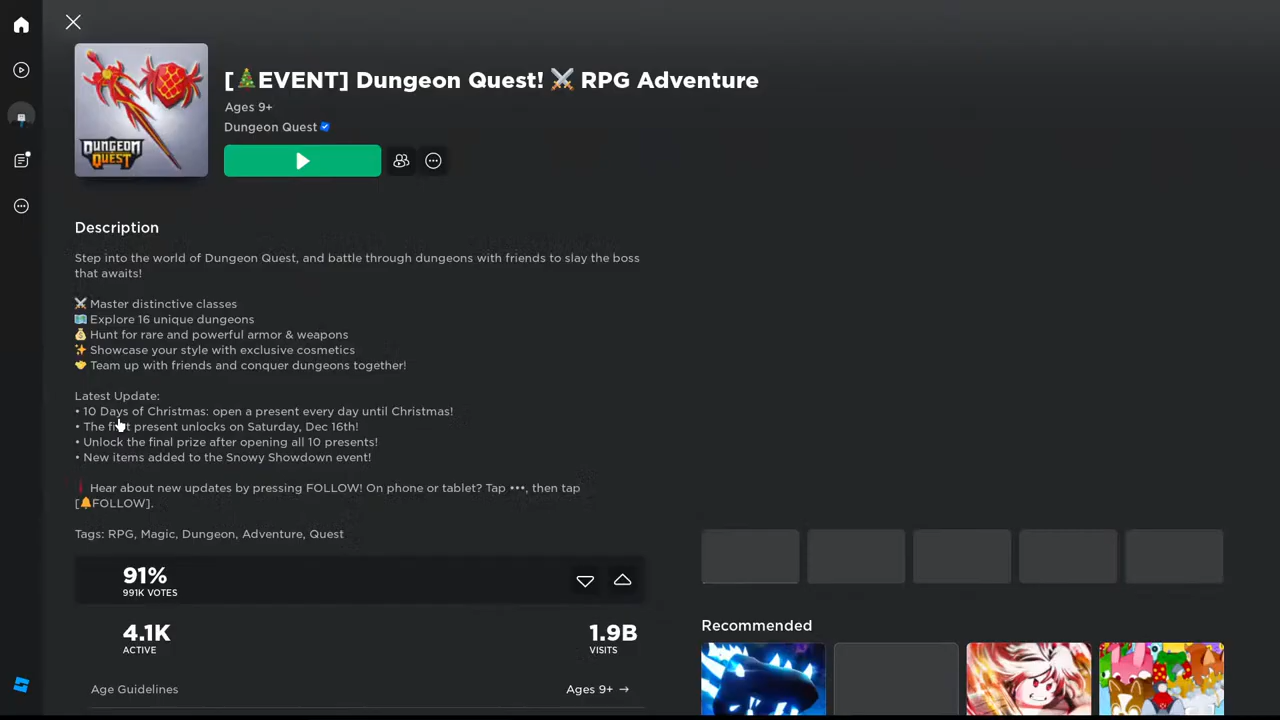 [🎄EVENT] Dungeon Quest! ⚔️ RPG Adventure
Ages 9+
Dungeon Quest
DUNGEON
QUEST
Description
Step into the world of Dungeon Quest, and battle through dungeons with friends to slay the boss
that awaits!
⚔️ Master distinctive classes
🗺️ Explore 16 unique dungeons
💰 Hunt for rare and powerful armor & weapons
✨ Showcase your style with exclusive cosmetics
🤝 Team up with friends and conquer dungeons together!
Latest Update:
• 10 Days of Christmas: open a present every day until Christmas!
• The first present unlocks on Saturday, Dec 16th!
• Unlock the final prize after opening all 10 presents!
• New items added to the Snowy Showdown event!
❗ Hear about new updates by pressing FOLLOW! On phone or tablet? Tap •••, then tap
[🔔FOLLOW].
Tags: RPG, Magic, Dungeon, Adventure, Quest
91%
991K VOTES
4.1K
ACTIVE
1.9B
VISITS
Age Guidelines
Ages 9+ →
Recommended